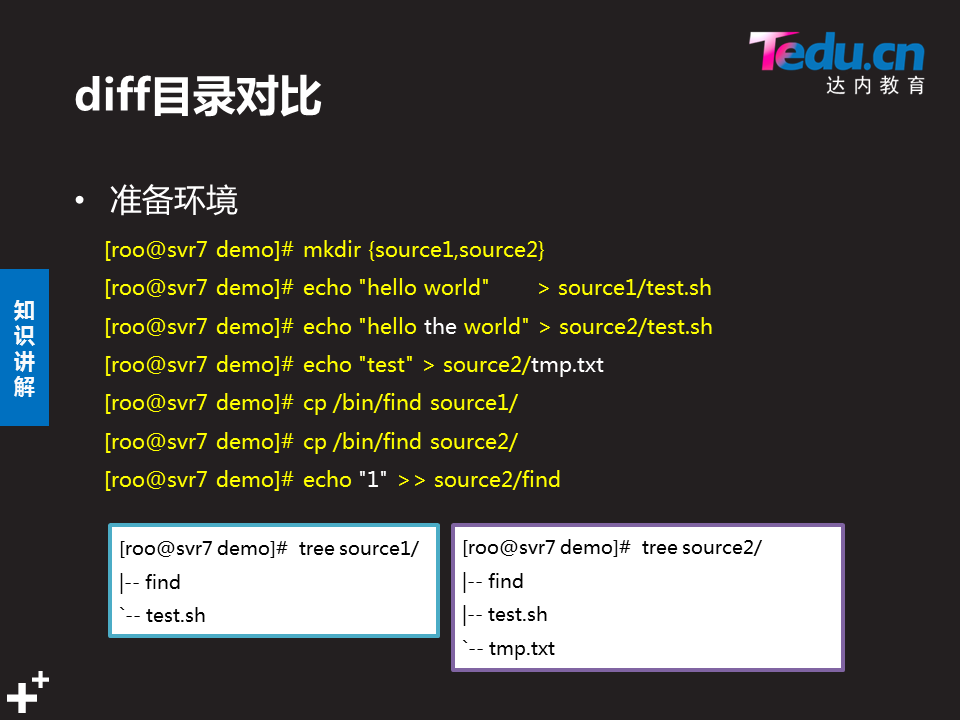 Tedu.cn
达内教育
diff目录对比
• 准备环境
[roo@svr7 demo]# mkdir {source1,source2}
[roo@svr7 demo]# echo "hello world" > source1/test.sh
[roo@svr7 demo]# echo "hello the world" > source2/test.sh
[roo@svr7 demo]# echo "test" > source2/tmp.txt
[roo@svr7 demo]# cp /bin/find source1/
[roo@svr7 demo]# cp /bin/find source2/
[roo@svr7 demo]# echo "1" >> source2/find
知识讲解
[roo@svr7 demo]# tree source1/
|-- find
`-- test.sh
[roo@svr7 demo]# tree source2/
|-- find
|-- test.sh
`-- tmp.txt